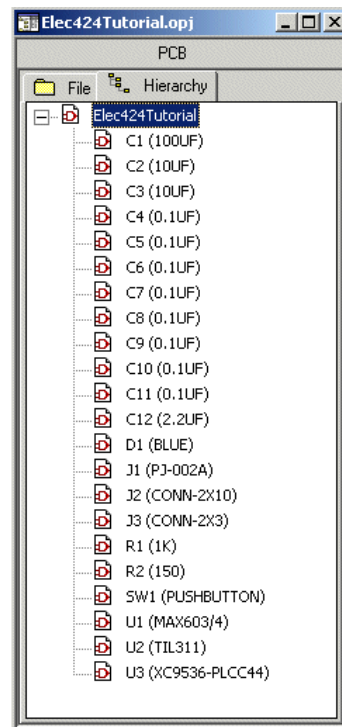 Elec424Tutorial.opj
PCB
File Hierarchy
Elec424Tutorial
C1 (100UF)
C2 (10UF)
C3 (10UF)
C4 (0.1UF)
C5 (0.1UF)
C6 (0.1UF)
C7 (0.1UF)
C8 (0.1UF)
C9 (0.1UF)
C10 (0.1UF)
C11 (0.1UF)
C12 (2.2UF)
D1 (BLUE)
J1 (PJ-002A)
J2 (CONN-2X10)
J3 (CONN-2X3)
R1 (1K)
R2 (150)
SW1 (PUSHBUTTON)
U1 (MAX603/4)
U2 (TIL311)
U3 (XC9536-PLCC44)